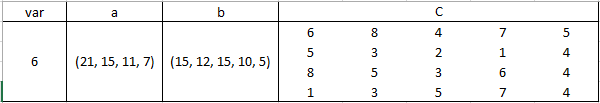 var a b C
6 8 4 7 5
5 3 2 1 4
6 (21, 15, 11, 7) (15, 12, 15, 10, 5)
8 5 3 6 4
1 3 5 7 4